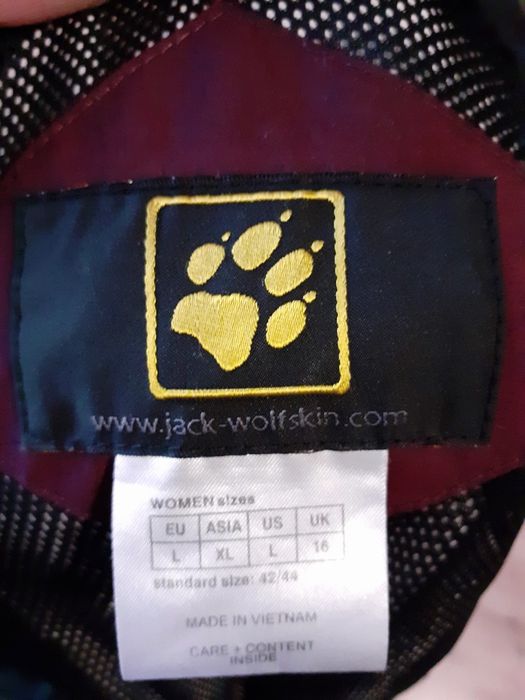 www.jack-wolfskin.com
WOMEN sizes
EU ASIA US UK
L XL L 16
standard size: 42/44
MADE IN VIETNAM
CARE + CONTENT
INSIDE